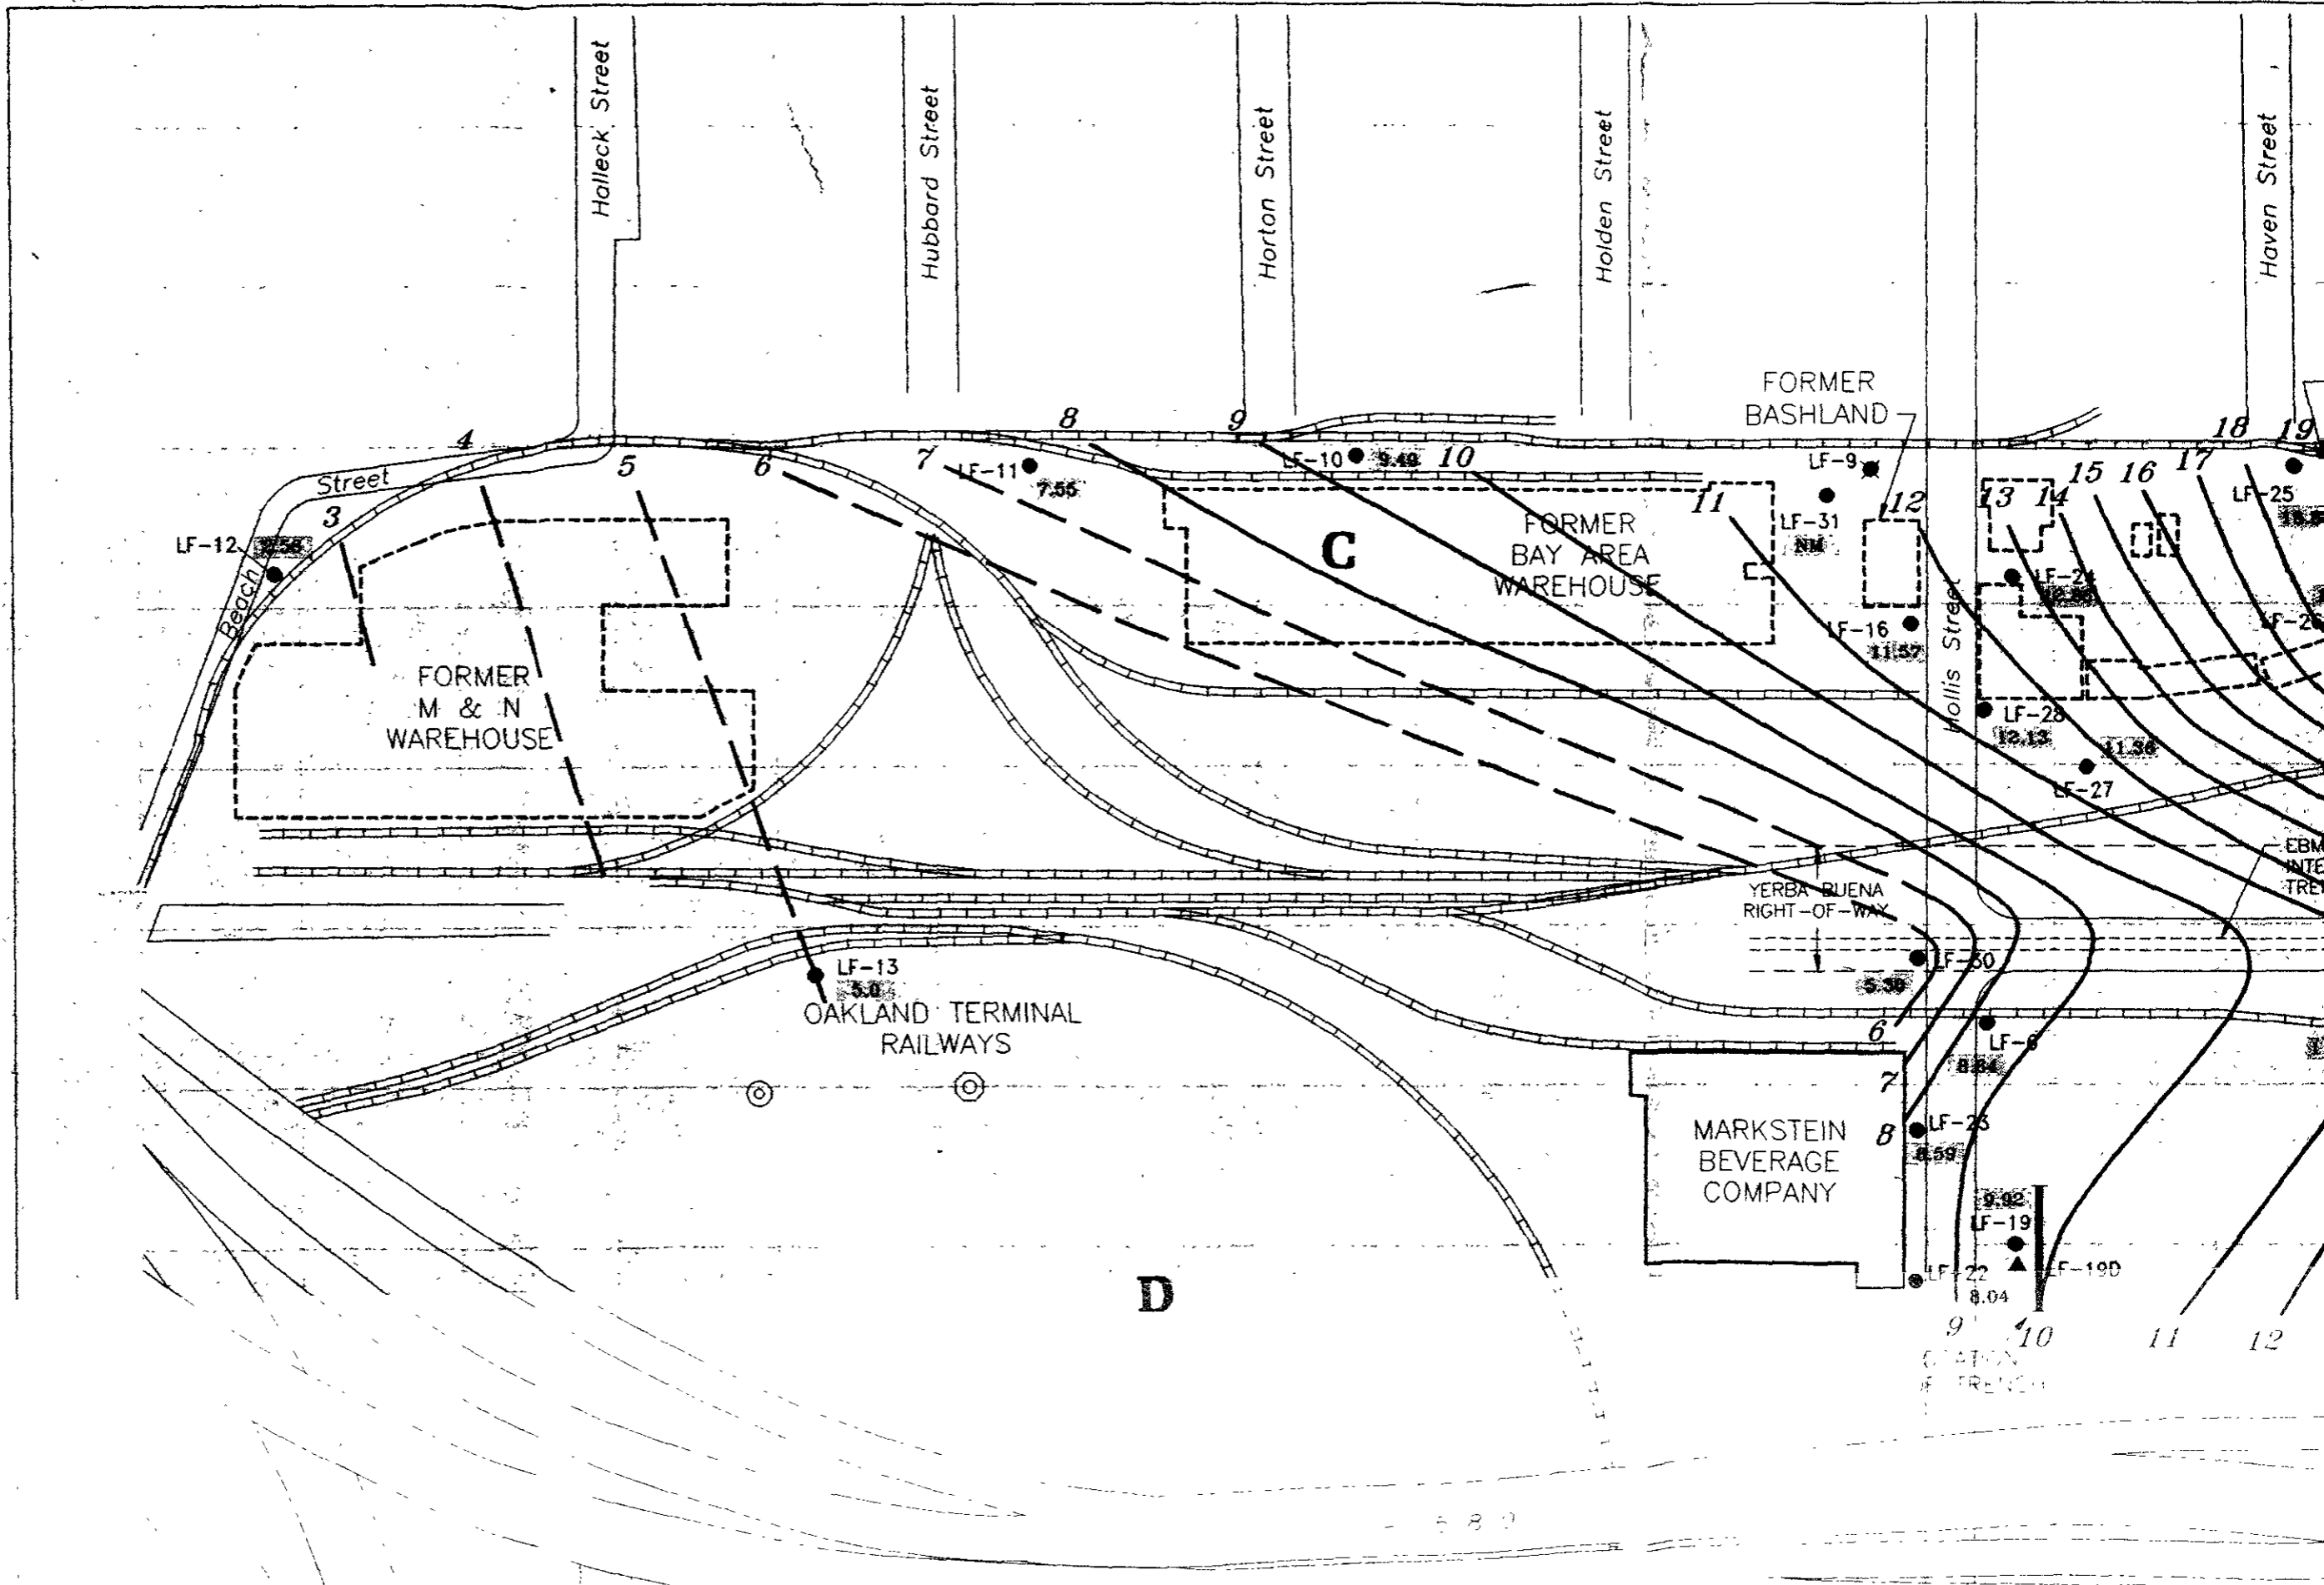 Halleck Street
Hubbard Street
Horton Street
Holden Street
Haven Street
FORMER
BASHLAND
4
5
6
7
8
9
10
11
12
13
14
15
16
17
18
19
Beach
Street
3
LF-12
2.56
LF-11
7.55
LF-10
9.49
LF-9
LF-31
NM
LF-25
C
FORMER
BAY AREA
WAREHOUSE
LF-24
LF-16
11.57
Hollis Street
LF-28
12.13
11.36
LF-27
FORMER
M & N
WAREHOUSE
YERBA BUENA
RIGHT-OF-WAY
LF-13
5.0
OAKLAND TERMINAL
RAILWAYS
5.39
6
LF-6
8.64
7
8
LF-23
8.59
MARKSTEIN
BEVERAGE
COMPANY
9.92
LF-19
LF-19D
LF-22
8.04
D
9
10
11
12